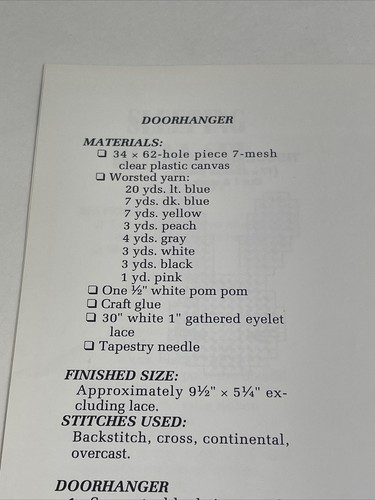 DOORHANGER
MATERIALS:
❑ 34 × 62-hole piece 7-mesh
clear plastic canvas
❑ Worsted yarn:
20 yds. lt. blue
7 yds. dk. blue
7 yds. yellow
3 yds. peach
4 yds. gray
3 yds. white
3 yds. black
1 yd. pink
❑ One ½" white pom pom
❑ Craft glue
❑ 30" white 1" gathered eyelet
lace
❑ Tapestry needle
FINISHED SIZE:
Approximately 9½" × 5¼" ex-
cluding lace.
STITCHES USED:
Backstitch, cross, continental,
overcast.
DOORHANGER